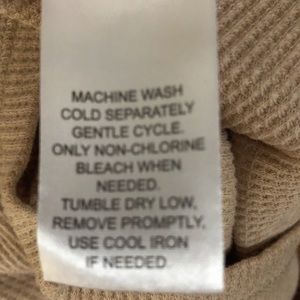 MACHINE WASH
COLD SEPARATELY
GENTLE CYCLE.
ONLY NON-CHLORINE
BLEACH WHEN
NEEDED.
TUMBLE DRY LOW,
REMOVE PROMPTLY,
USE COOL IRON
IF NEEDED.